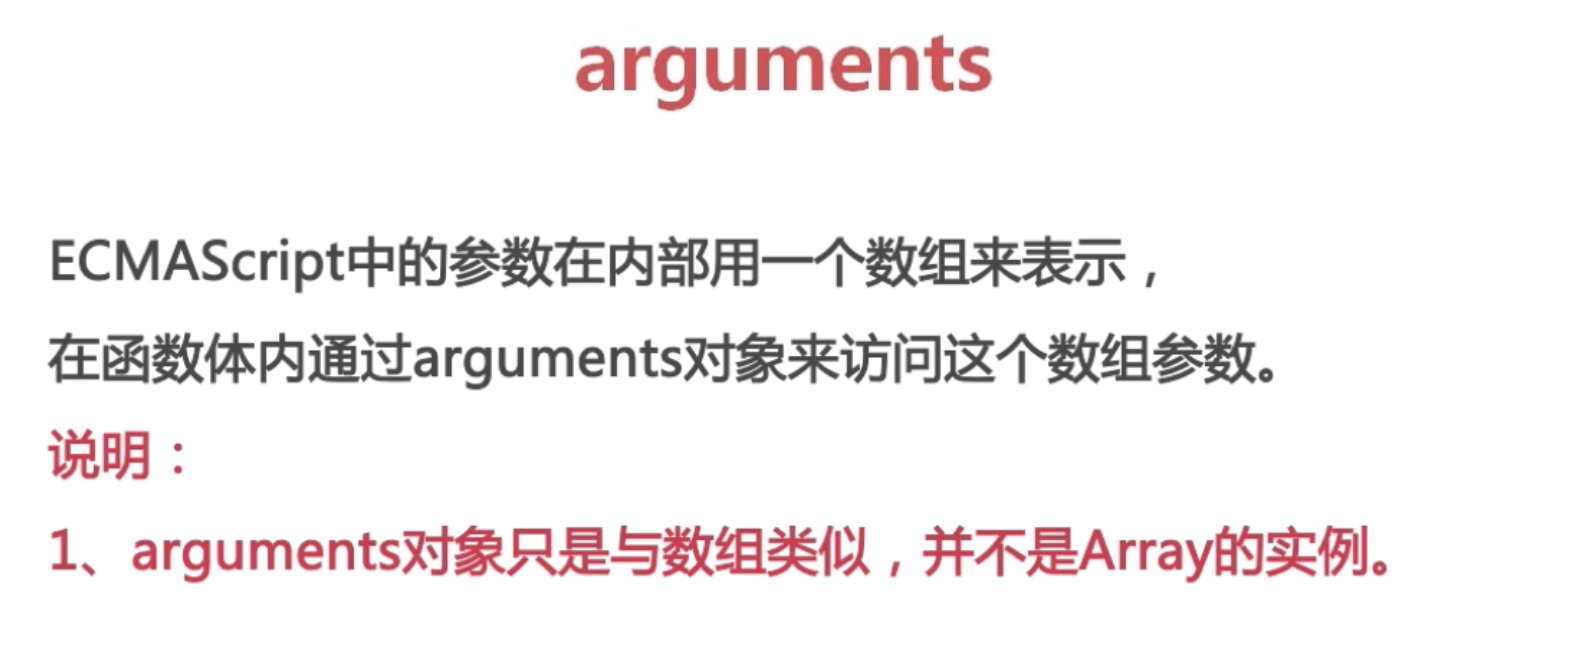 arguments
ECMAScript中的参数在内部用一个数组来表示，
在函数体内通过arguments对象来访问这个数组参数。
说明：
1、arguments对象只是与数组类似，并不是Array的实例。